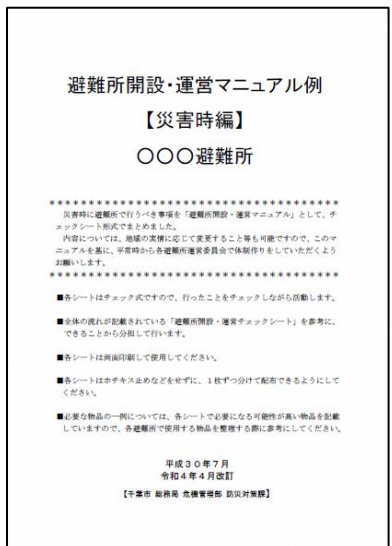 避難所開設・運営マニュアル例
【災害時編】
〇〇〇避難所
＊＊＊＊＊＊＊＊＊＊＊＊＊＊＊＊＊＊＊＊＊＊＊＊＊＊＊＊＊＊＊＊＊＊＊＊＊
災害時に避難所で行うべき事項を「避難所開設・運営マニュアル」として、チ
ェックシート形式でまとめました。
内容については、地域の実情に応じて変更すること等も可能ですので、このマ
ニュアルを基に、平常時から各避難所運営委員会で体制作りをしていただくよう
お願いします。
＊＊＊＊＊＊＊＊＊＊＊＊＊＊＊＊＊＊＊＊＊＊＊＊＊＊＊＊＊＊＊＊＊＊＊＊＊
■各シートはチェック式ですので、行ったことをチェックしながら活動します。
■全体の流れが記載されている「避難所開設・運営チェックシート」を参考に、
できることから分担して行います。
■各シートは両面印刷して使用してください。
■各シートはホチキス止めなどをせずに、１枚ずつ分けて配布できるようにして
ください。
■必要な物品の一例については、各シートで必要になる可能性が高い物品を記載
していますので、各避難所で使用する物品を整理する際に参考にしてください。
平成３０年７月
令和４年４月改訂
【千葉市 総務局 危機管理部 防災対策課】